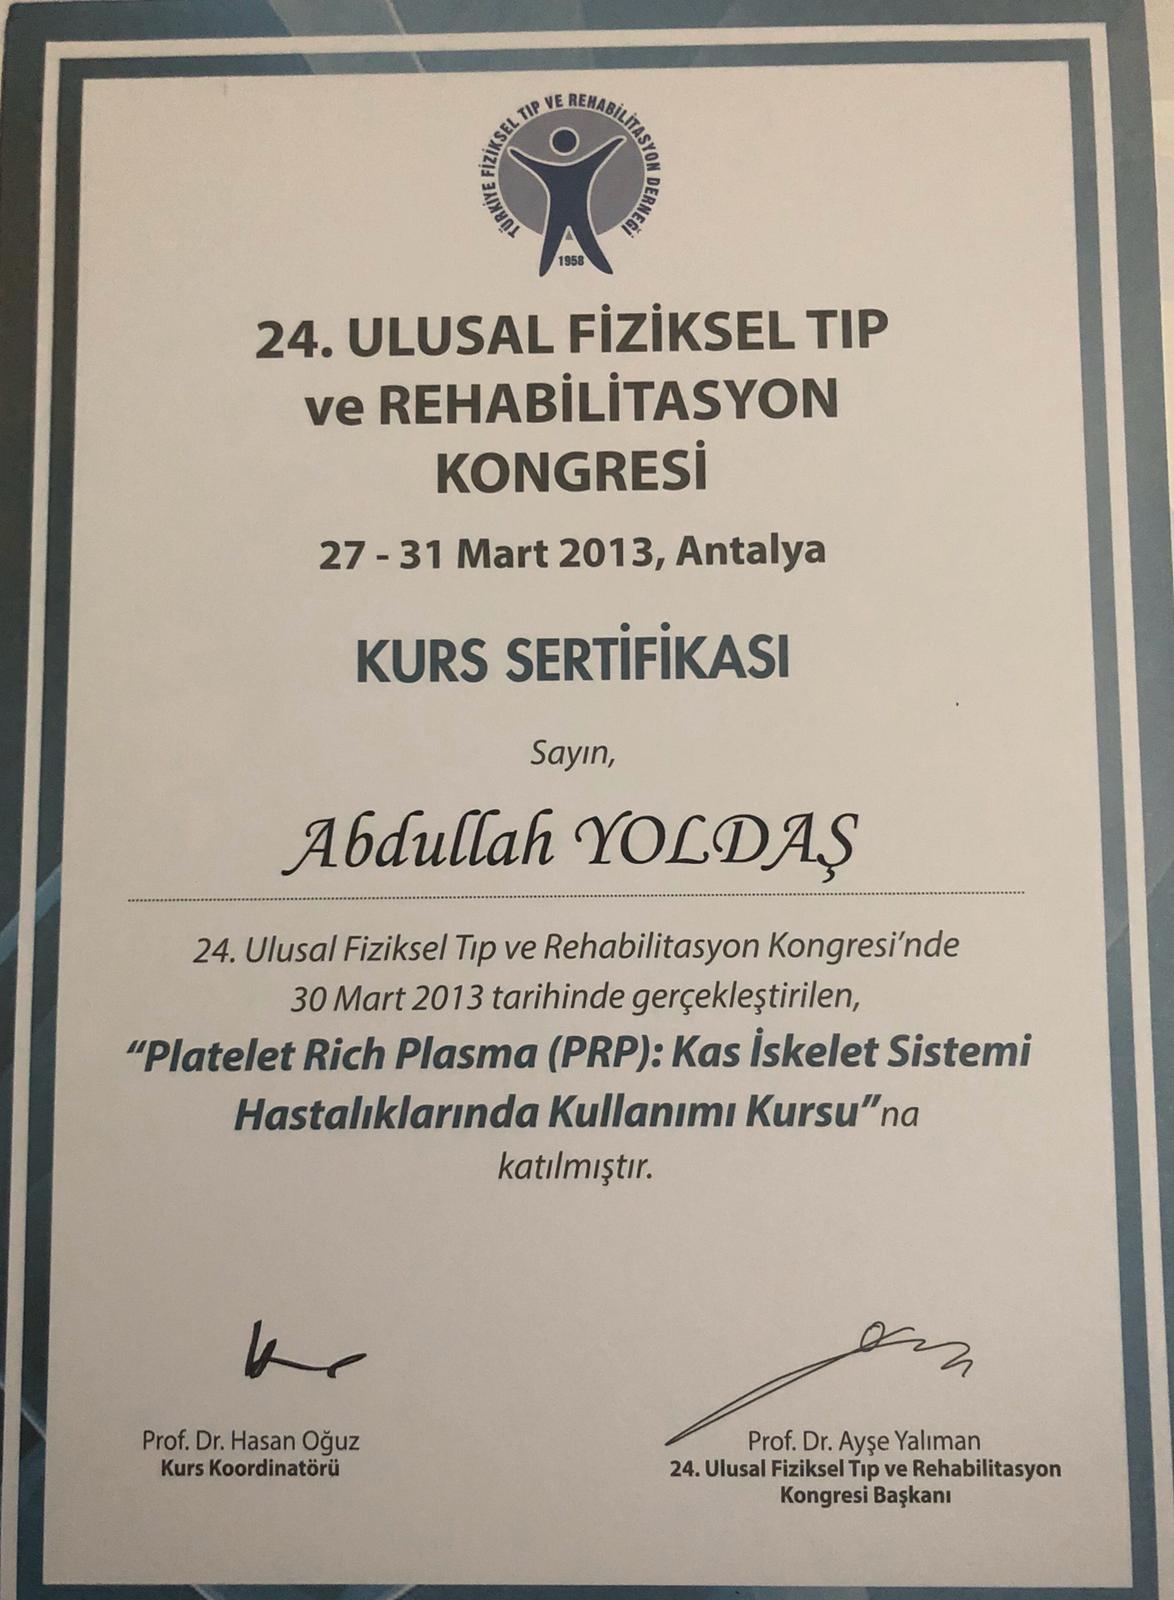 TÜRKİYE FİZİKSEL TIP VE REHABİLİTASYON DERNEĞİ
1958
24. ULUSAL FİZİKSEL TIP
ve REHABİLİTASYON
KONGRESİ
27 - 31 Mart 2013, Antalya
KURS SERTİFİKASI
Sayın,
Abdullah YOLDAŞ
24. Ulusal Fiziksel Tıp ve Rehabilitasyon Kongresi’nde
30 Mart 2013 tarihinde gerçekleştirilen,
“Platelet Rich Plasma (PRP): Kas İskelet Sistemi
Hastalıklarında Kullanımı Kursu”na
katılmıştır.
Prof. Dr. Hasan Oğuz
Kurs Koordinatörü
Prof. Dr. Ayşe Yalıman
24. Ulusal Fiziksel Tıp ve Rehabilitasyon
Kongresi Başkanı